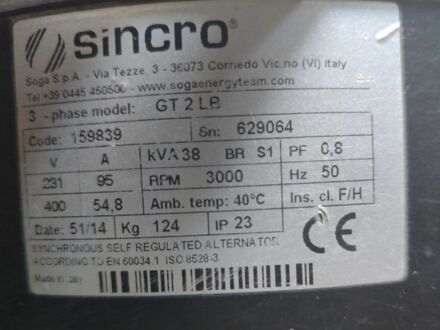 sincro®
Soga S.p.A. - Via Tezze, 3 - 36073 Cornedo Vic.no (VI) Italy
Tel +39 0445 450500 - www.sogaenergyteam.com
3 - phase model: GT 2 LB
Code: 159839 Sn: 629064
V A kVA 38 BR S1 PF 0,8
231 95 RPM 3000 Hz 50
400 54,8 Amb. temp: 40°C Ins. cl. F/H
Date: 51/14 Kg 124 IP 23 CE
SYNCHRONOUS SELF REGULATED ALTERNATOR
ACCORDING TO EN 60034.1 ISO 8528-3
Made in Italy